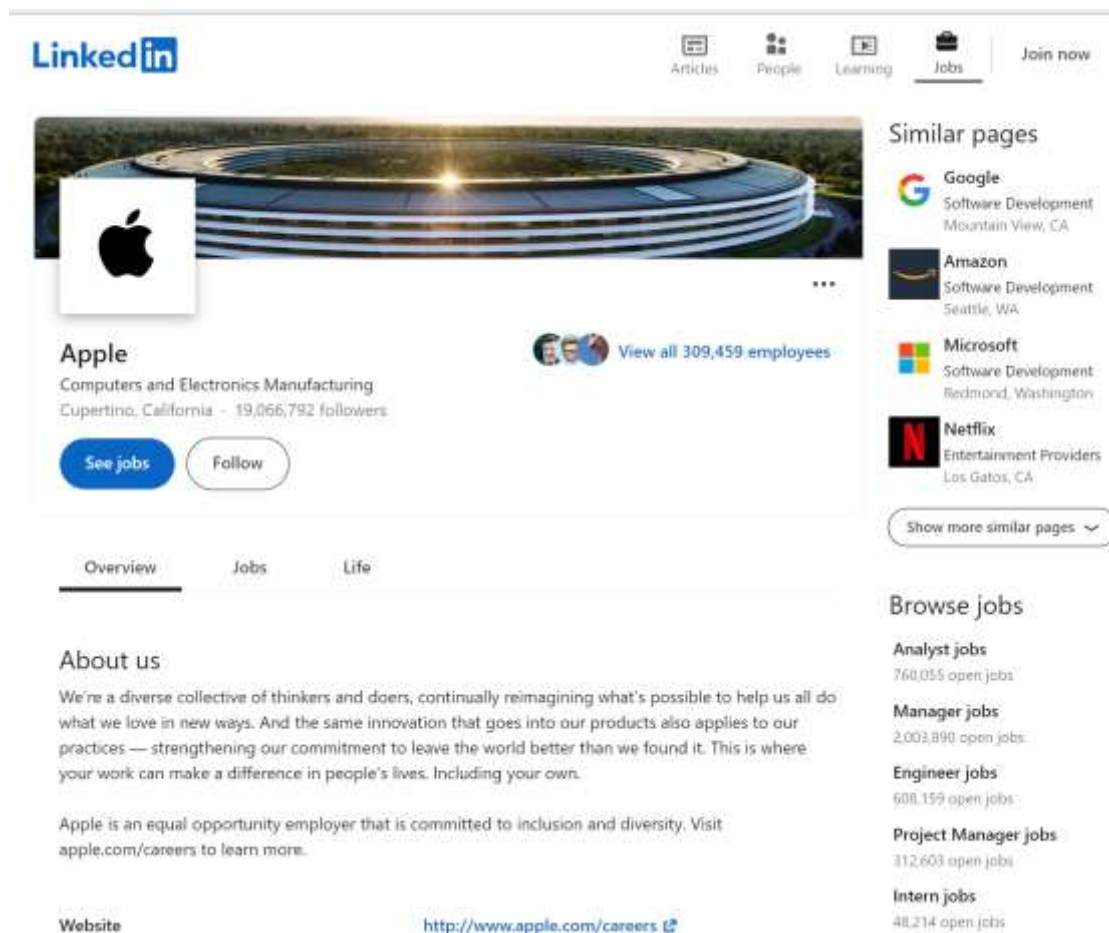 Linked in
Articles
People
Learning
Jobs
Join now
Apple
Computers and Electronics Manufacturing
Cupertino, California - 19,066,792 followers
View all 309,459 employees
See jobs
Follow
Overview
Jobs
Life
About us
We're a diverse collective of thinkers and doers, continually reimagining what's possible to help us all do
what we love in new ways. And the same innovation that goes into our products also applies to our
practices — strengthening our commitment to leave the world better than we found it. This is where
your work can make a difference in people's lives. Including your own.
Apple is an equal opportunity employer that is committed to inclusion and diversity. Visit
apple.com/careers to learn more.
Website
http://www.apple.com/careers
Similar pages
Google
Software Development
Mountain View, CA
Amazon
Software Development
Seattle, WA
Microsoft
Software Development
Redmond, Washington
N
Netflix
Entertainment Providers
Los Gatos, CA
Show more similar pages
Browse jobs
Analyst jobs
760,055 open jobs
Manager jobs
2,003,890 open jobs
Engineer jobs
608,159 open jobs
Project Manager jobs
312,603 open jobs
Intern jobs
48,214 open jobs